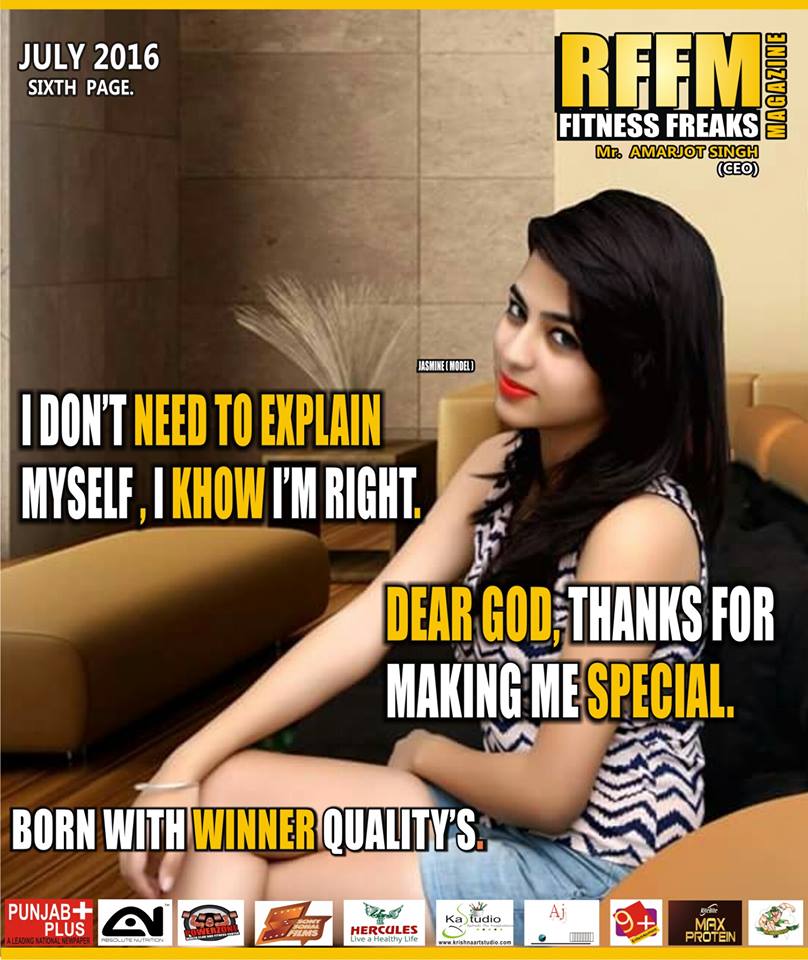 JULY 2016
SIXTH PAGE.
RFFM
FITNESS FREAKS
MAGAZINE
Mr. AMARJOT SINGH
(CEO)
JASMINE ( MODEL )
I DON'T NEED TO EXPLAIN
MYSELF , I KHOW I'M RIGHT.
DEAR GOD, THANKS FOR
MAKING ME SPECIAL.
BORN WITH WINNER QUALITY'S.
PUNJAB+
PLUS
A LEADING NATIONAL NEWPAPER
ABSOLUTE NUTRITION
POWERZONE
SONY
SONAL
FILMS
HERCULES
Live a Healthy Life
Ka Studio
www.krishnaartstudio.com
Aj
9+
MAX
PROTEIN